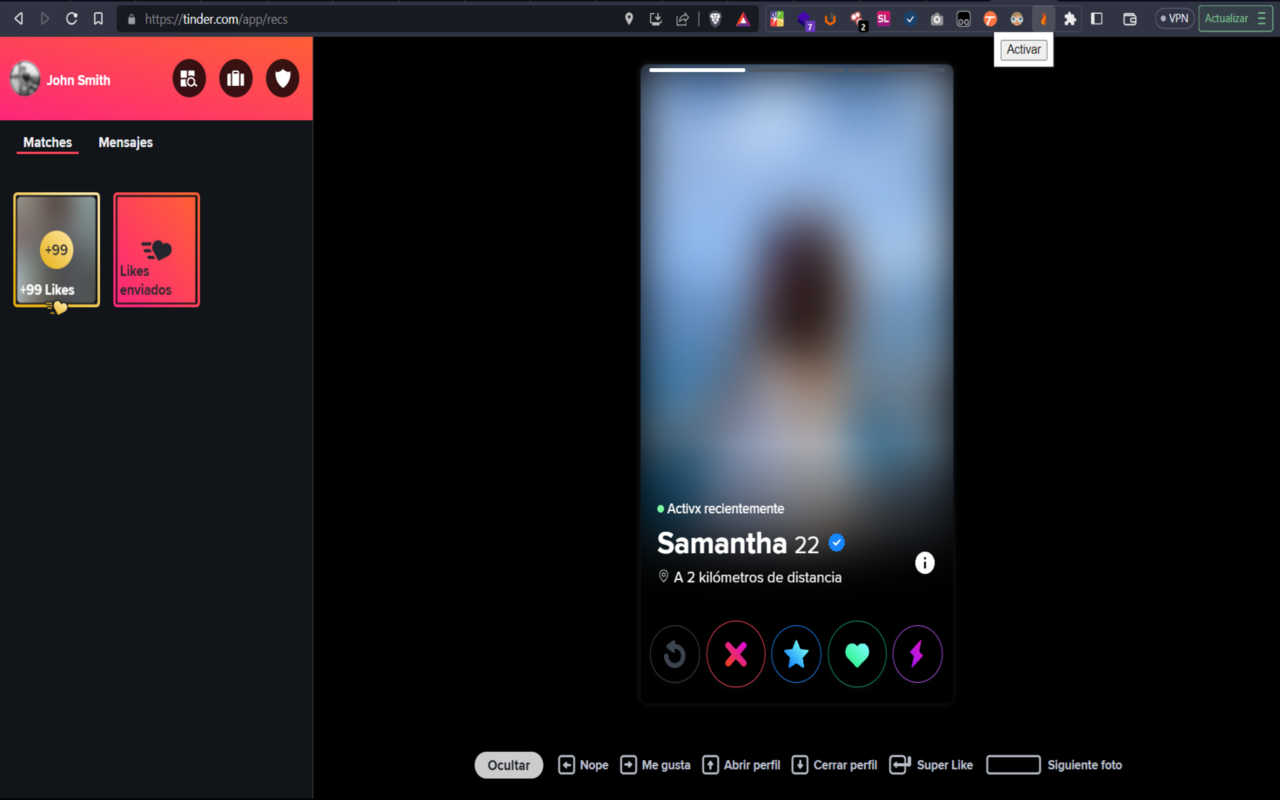 https://tinder.com/app/recs
7
2
SL
VPN
Actualizar
Activar
John Smith
Matches
Mensajes
+99
+99 Likes
Likes
enviados
Activx recientemente
Samantha 22
A 2 kilómetros de distancia
Ocultar
Nope
Me gusta
Abrir perfil
Cerrar perfil
Super Like
Siguiente foto